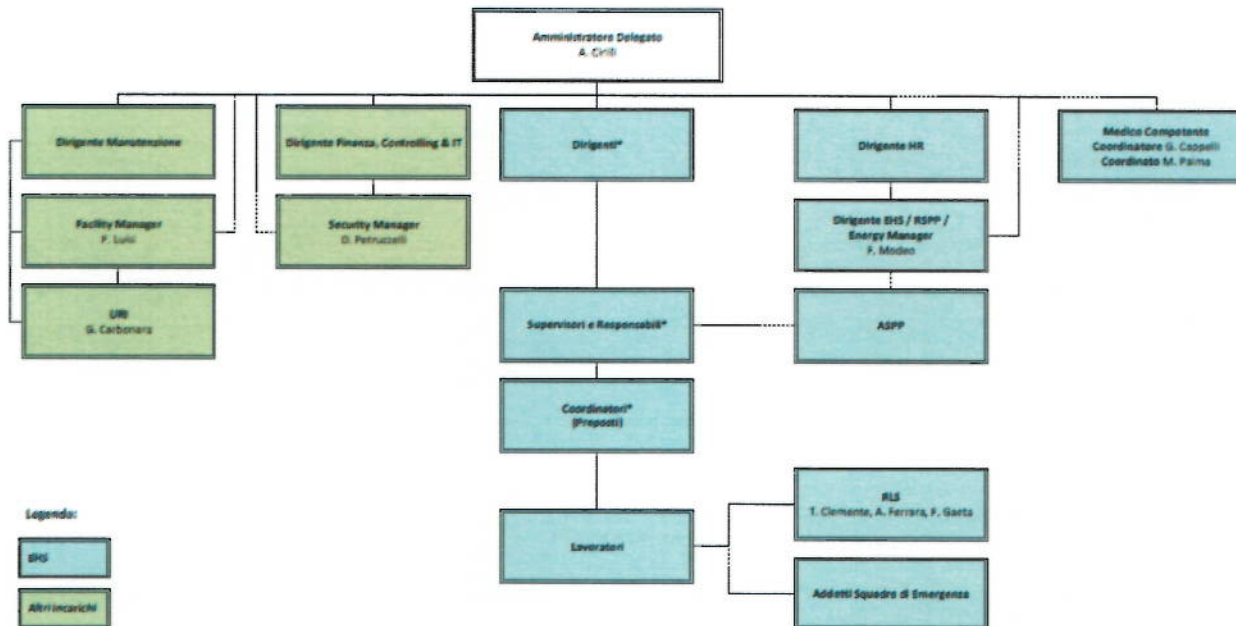 Amministratore Delegato
A. Cirilli
Dirigente Manutenzione
Dirigente Finanza, Controlling & IT
Dirigenti*
Dirigente HR
Medico Competente
Coordinatore G. Cappelli
Coordinato M. Palma
Facility Manager
P. Luisi
Security Manager
D. Petruzzelli
Dirigente EHS / RSPP /
Energy Manager
F. Modeo
URI
G. Carbonara
Supervisori e Responsabili*
ASPP
Coordinatori*
(Preposti)
Lavoratori
RLS
T. Clemente, A. Ferrara, F. Gaeta
Addetti Squadra di Emergenza
Legenda:
EHS
Altri incarichi